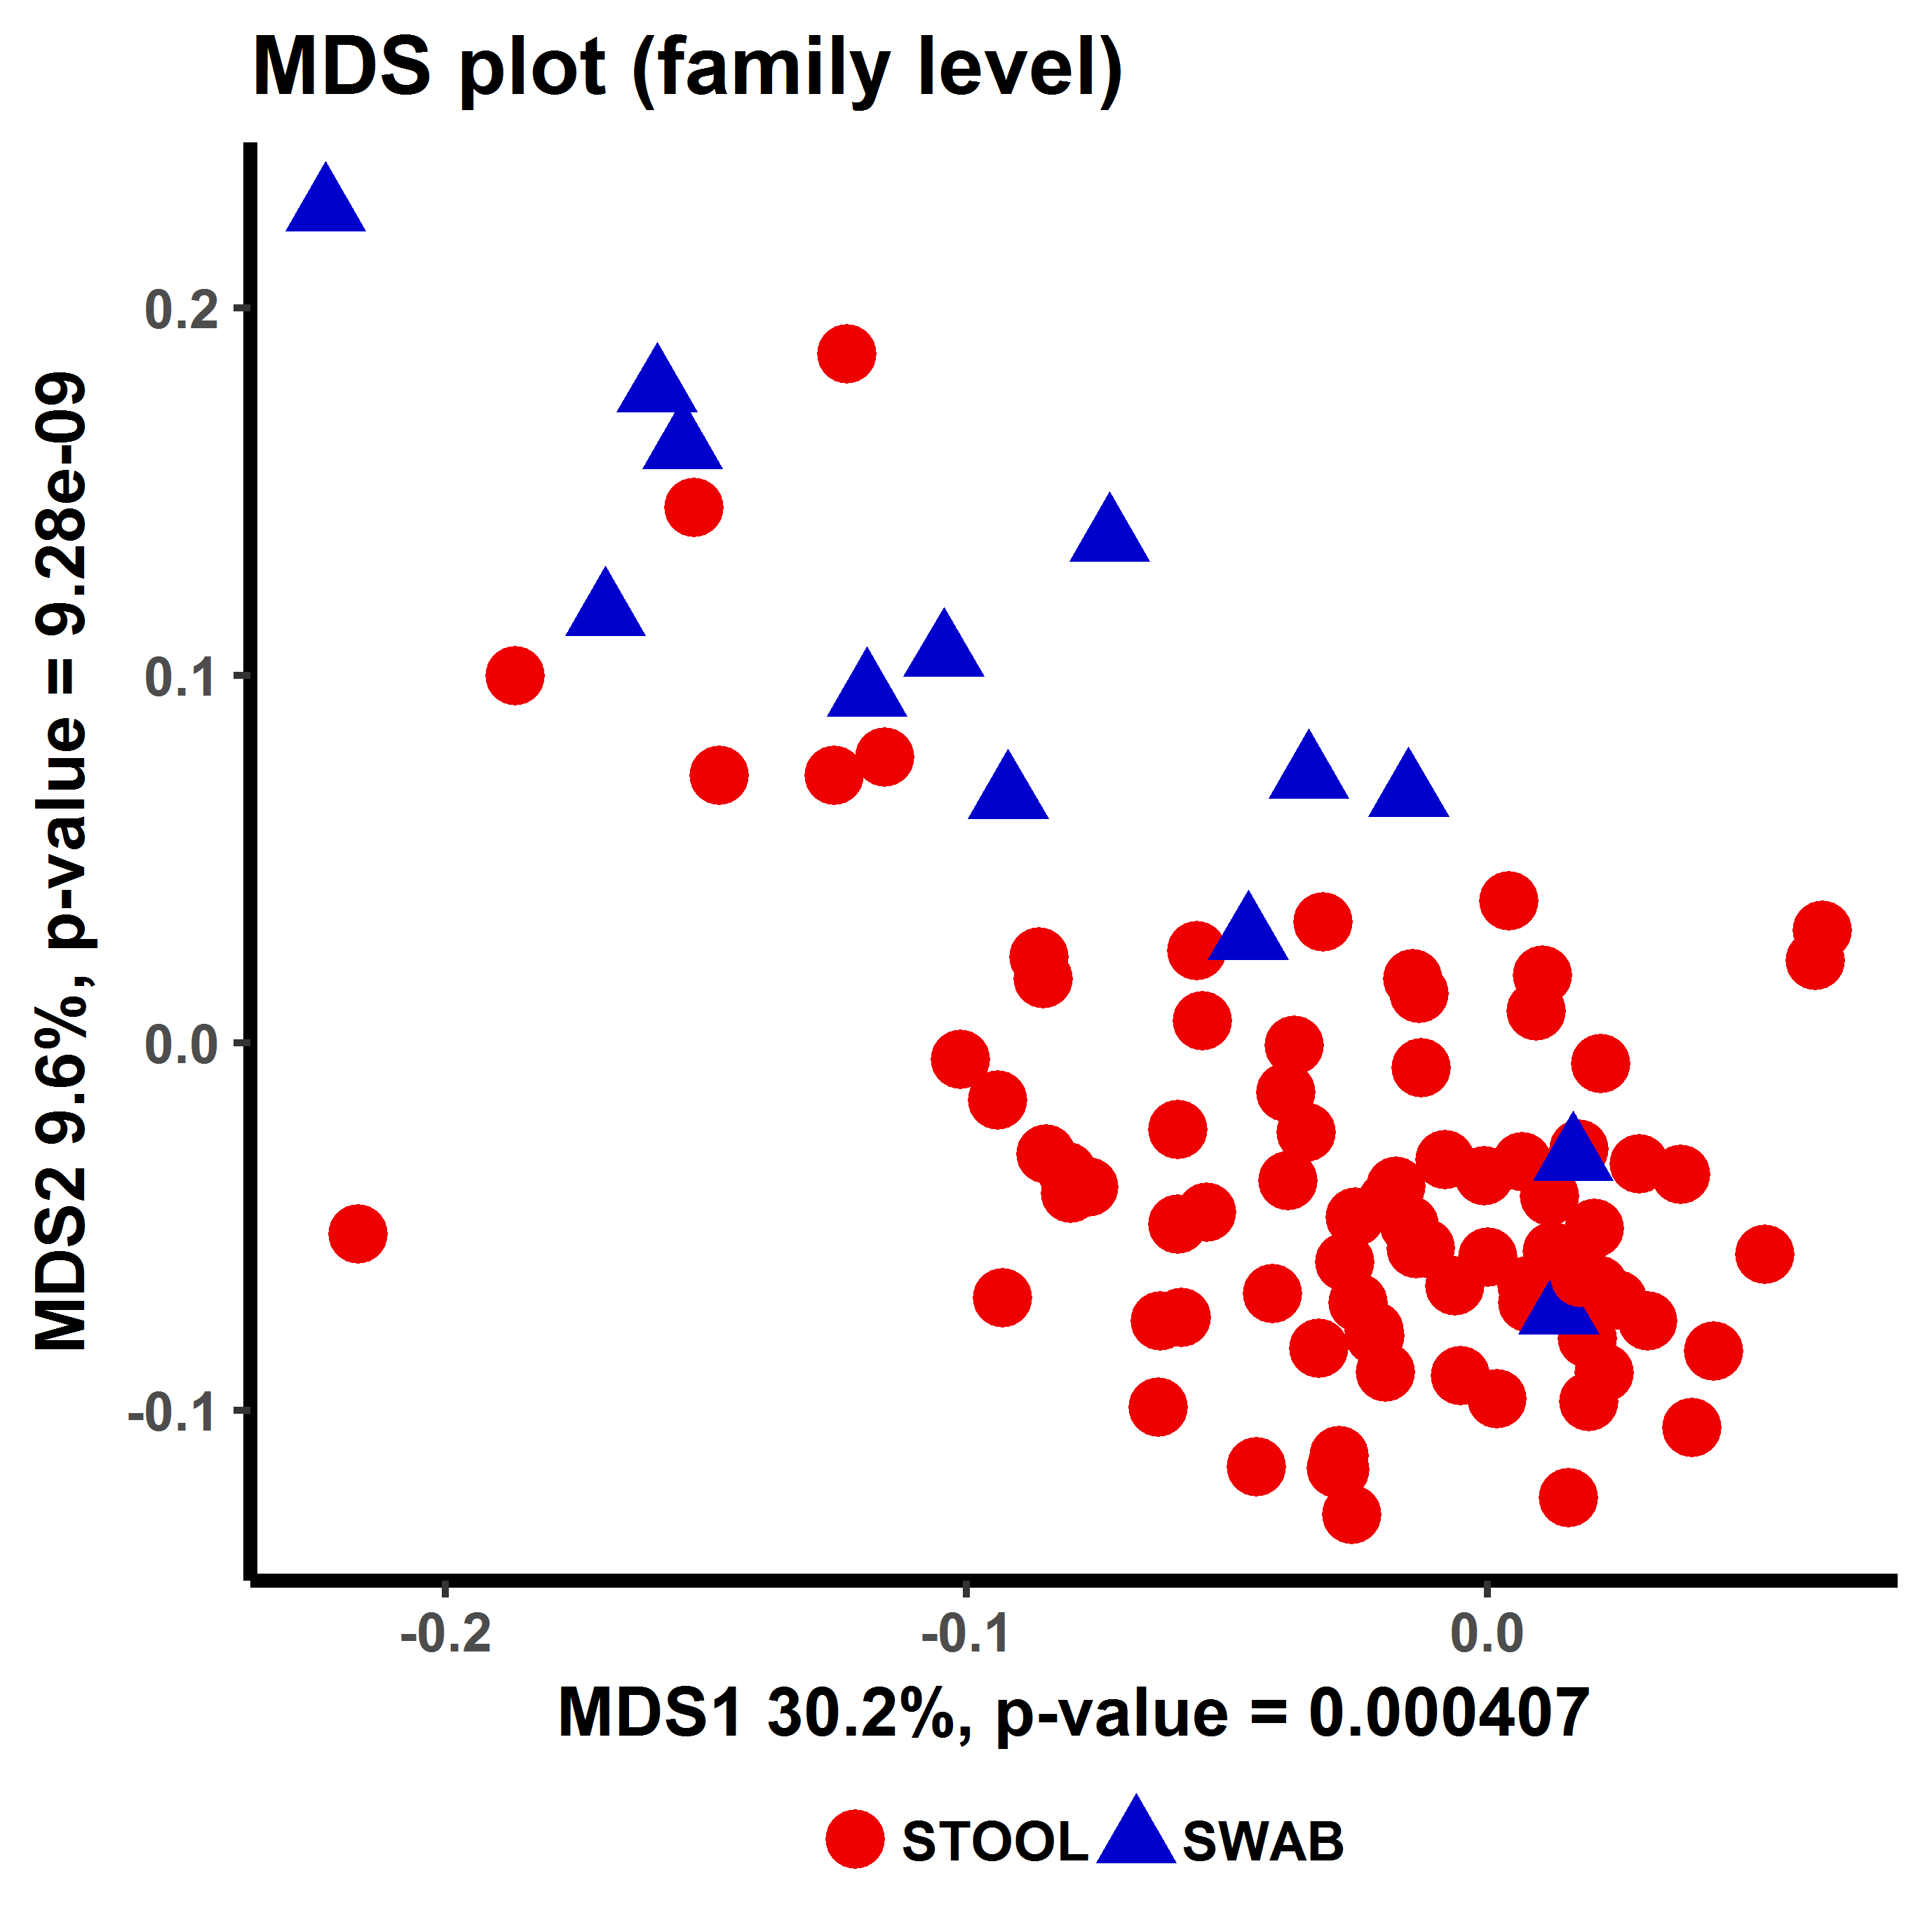 MDS plot (family level)
MDS2 9.6%, p-value = 9.28e-09
0.2
0.1
0.0
-0.1
-0.2
-0.1
0.0
MDS1 30.2%, p-value = 0.000407
STOOL
SWAB